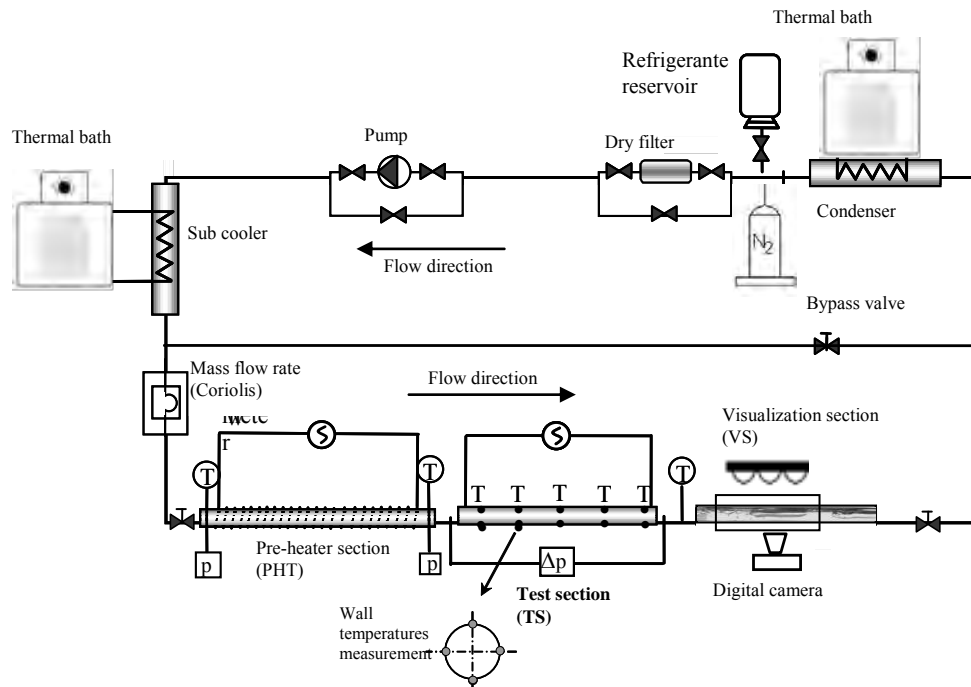 Thermal bath
Refrigerante
reservoir
Thermal bath
Pump
Dry filter
Sub cooler
Condenser
N2
Flow direction
Bypass valve
Mass flow rate
(Coriolis)
Flow direction
Visualization section
(VS)
r
S
S
T
T
T
T
T
T
T
T
p
p
Δp
Pre-heater section
(PHT)
Test section
(TS)
Digital camera
Wall
temperatures
measurement